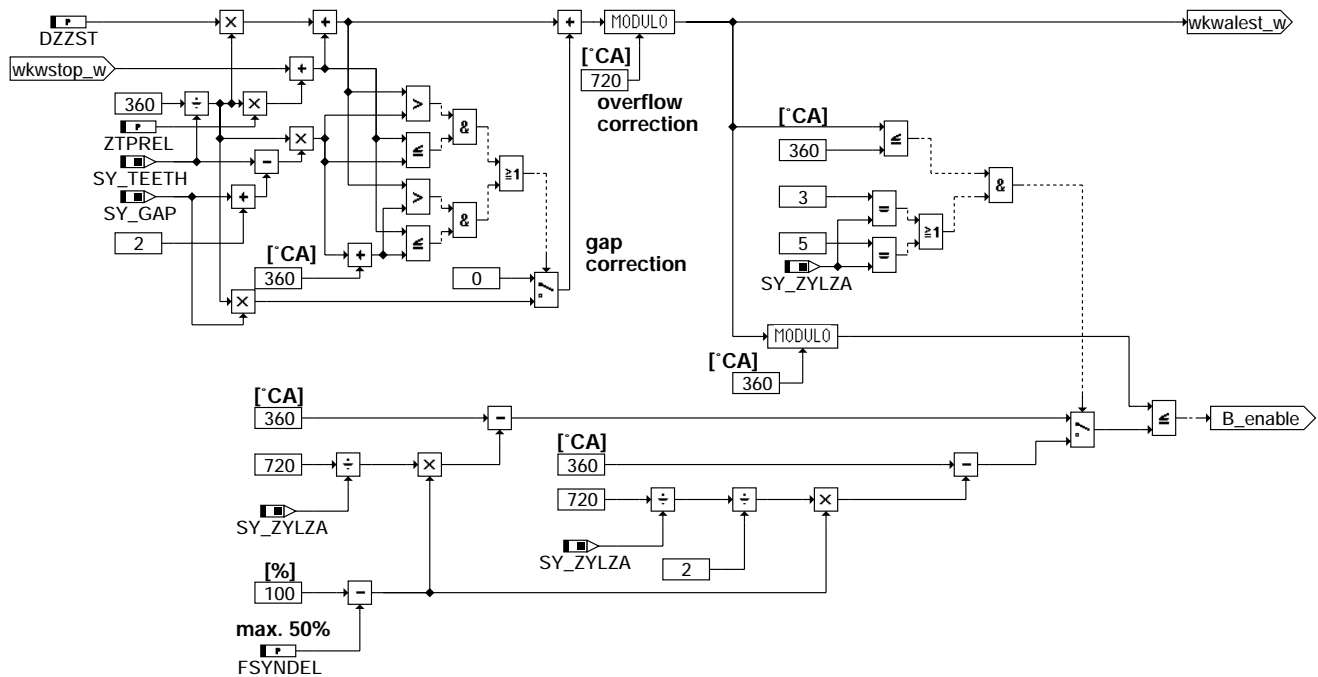 DZZST
wkwstop_w
360
ZTPREL
SY_TEETH
SY_GAP
2
MODULO
[°CA]
720
overflow
correction
wkwalest_w
>
&
≤
≥1
>
&
≤
[°CA]
360
0
gap
correction
[°CA]
360
≤
&
3
=
≥1
5
=
SY_ZYLZA
MODULO
[°CA]
360
[°CA]
360
720
SY_ZYLZA
[°CA]
360
720
SY_ZYLZA
2
≤
B_enable
[%]
100
max. 50%
P
FSYNDEL